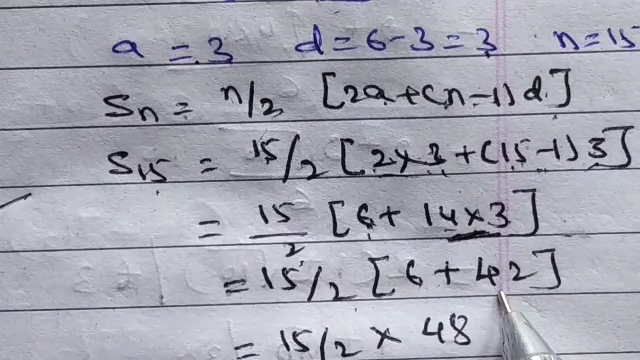 a = 3 d = 6-3 = 3 n = 15
Sn = n/2 [2a+(n-1)d]
S15 = 15/2 [2×3+(15-1)3]
= 15/2 [6+14×3]
= 15/2 [6+42]
= 15/2 × 48